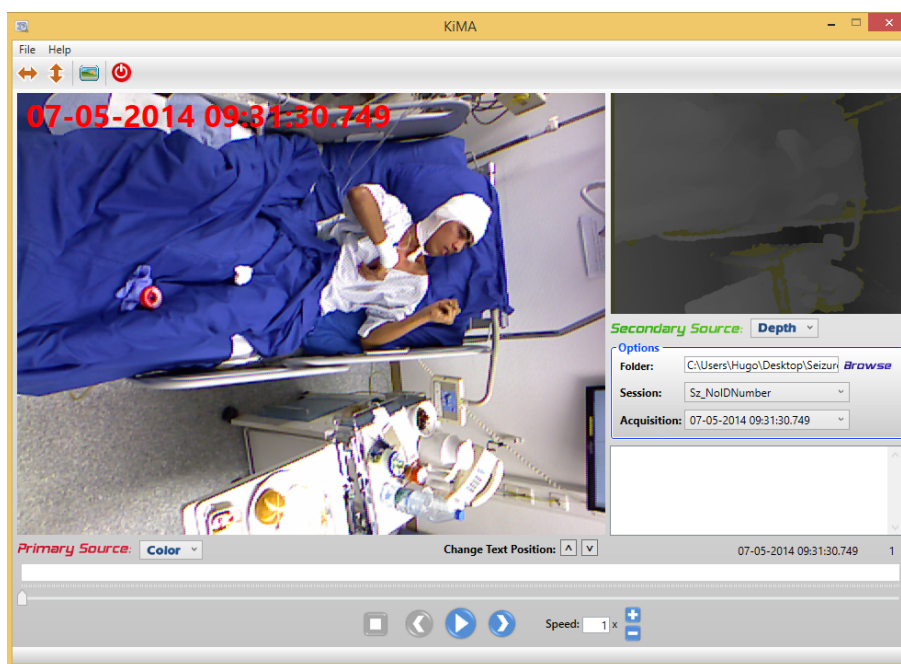 KiMA
File Help
07-05-2014 09:31:30.749
Secondary Source: Depth
Options
Folder: C:\Users\Hugo\Desktop\Seizur Browse
Session: Sz_NoIDNumber
Acquisition: 07-05-2014 09:31:30.749
Primary Source: Color Change Text Position: 07-05-2014 09:31:30.749 1
Speed: 1 x